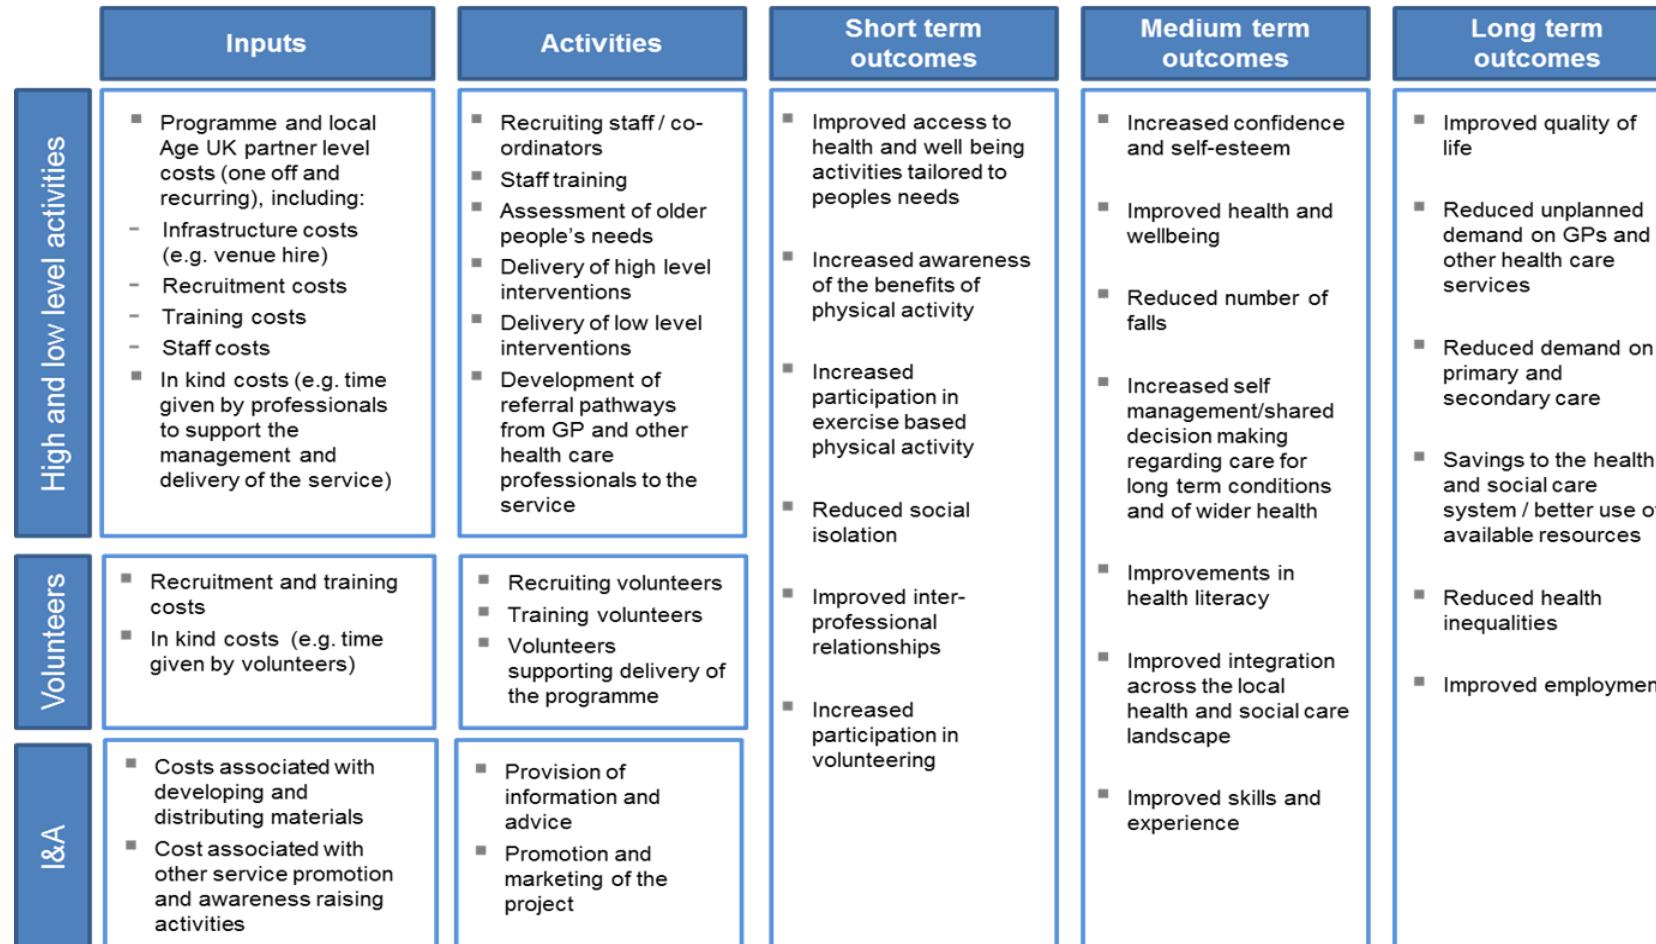 Inputs
Activities
Short term
outcomes
Medium term
outcomes
Long term
outcomes
High and low level activities
Programme and local
Age UK partner level
costs (one off and
recurring), including:
– Infrastructure costs
(e.g. venue hire)
– Recruitment costs
– Training costs
– Staff costs
In kind costs (e.g. time
given by professionals
to support the
management and
delivery of the service)
Recruiting staff / co-
ordinators
Staff training
Assessment of older
people's needs
Delivery of high level
interventions
Delivery of low level
interventions
Development of
referral pathways
from GP and other
health care
professionals to the
service
Volunteers
Recruitment and training
costs
In kind costs (e.g. time
given by volunteers)
Recruiting volunteers
Training volunteers
Volunteers
supporting delivery of
the programme
I&A
Costs associated with
developing and
distributing materials
Cost associated with
other service promotion
and awareness raising
activities
Provision of
information and
advice
Promotion and
marketing of the
project
Improved access to
health and well being
activities tailored to
peoples needs
Increased awareness
of the benefits of
physical activity
Increased
participation in
exercise based
physical activity
Reduced social
isolation
Improved inter-
professional
relationships
Increased
participation in
volunteering
Increased confidence
and self-esteem
Improved health and
wellbeing
Reduced number of
falls
Increased self
management/shared
decision making
regarding care for
long term conditions
and of wider health
Improvements in
health literacy
Improved integration
across the local
health and social care
landscape
Improved skills and
experience
Improved quality of
life
Reduced unplanned
demand on GPs and
other health care
services
Reduced demand on
primary and
secondary care
Savings to the health
and social care
system / better use of
available resources
Reduced health
inequalities
Improved employmen